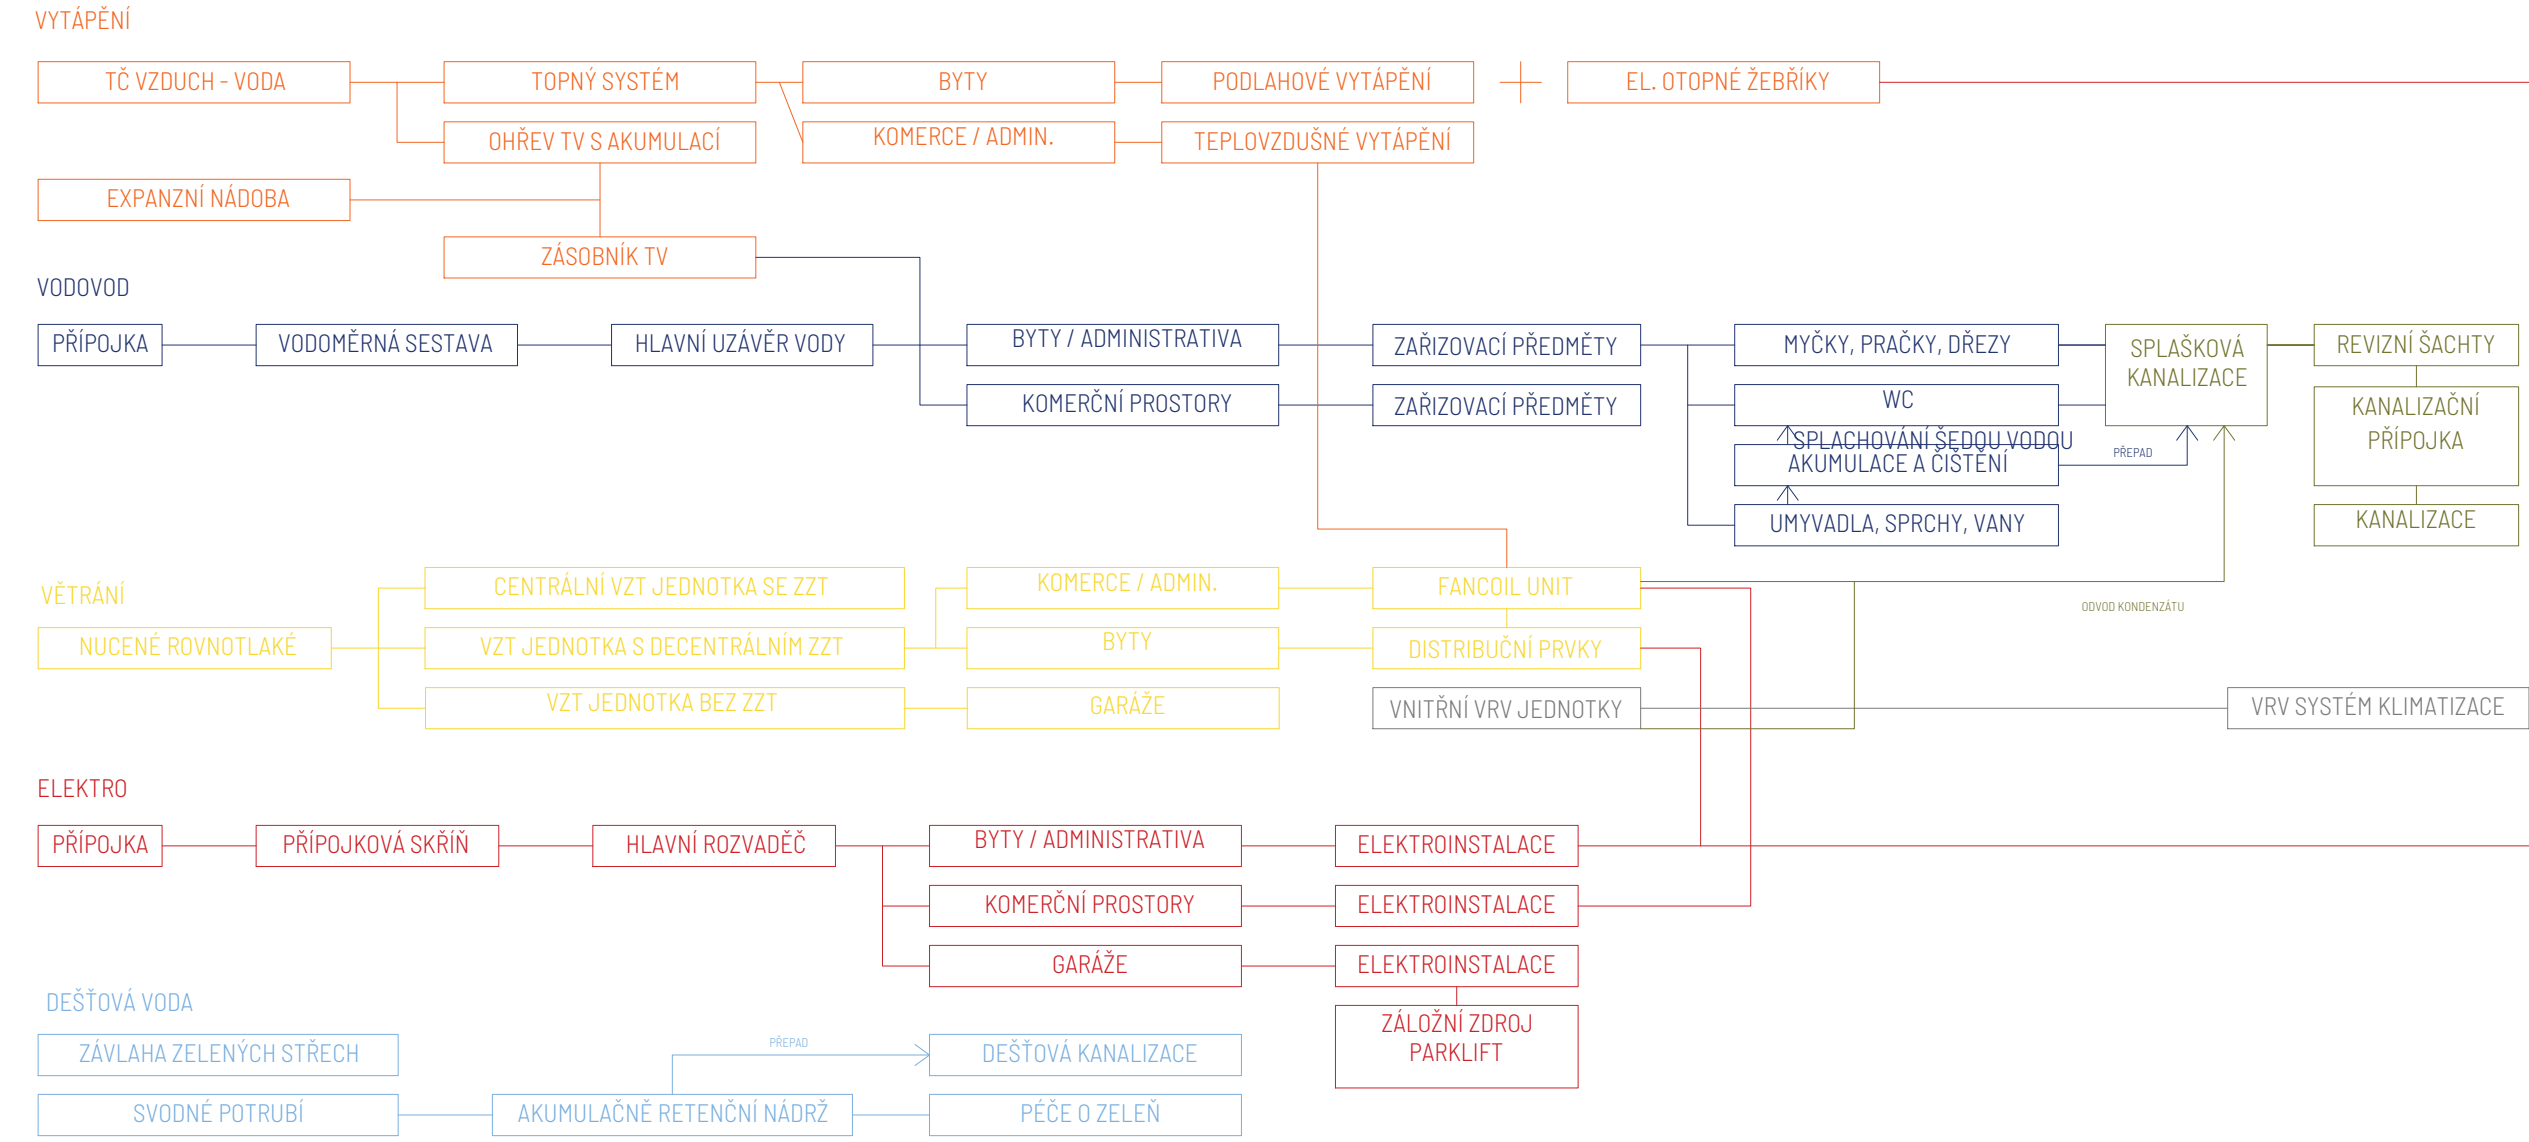 VYTÁPĚNÍ
TČ VZDUCH - VODA
TOPNÝ SYSTÉM
BYTY
PODLAHOVÉ VYTÁPĚNÍ
EL. OTOPNÉ ŽEBŘÍKY
OHŘEV TV S AKUMULACÍ
KOMERCE / ADMIN.
TEPLOVZDUŠNÉ VYTÁPĚNÍ
EXPANZNÍ NÁDOBA
ZÁSOBNÍK TV
VODOVOD
PŘÍPOJKA
VODOMĚRNÁ SESTAVA
HLAVNÍ UZÁVĚR VODY
BYTY / ADMINISTRATIVA
ZAŘIZOVACÍ PŘEDMĚTY
MYČKY, PRAČKY, DŘEZY
SPLAŠKOVÁ
KANALIZACE
REVIZNÍ ŠACHTY
KOMERČNÍ PROSTORY
ZAŘIZOVACÍ PŘEDMĚTY
WC
KANALIZAČNÍ
PŘÍPOJKA
SPLACHOVÁNÍ ŠEDOU VODOU
AKUMULACE A ČIŠTĚNÍ
PŘEPAD
UMYVADLA, SPRCHY, VANY
KANALIZACE
VĚTRÁNÍ
CENTRÁLNÍ VZT JEDNOTKA SE ZZT
KOMERCE / ADMIN.
FANCOIL UNIT
ODVOD KONDENZÁTU
NUCENÉ ROVNOTLAKÉ
VZT JEDNOTKA S DECENTRÁLNÍM ZZT
BYTY
DISTRIBUČNÍ PRVKY
VZT JEDNOTKA BEZ ZZT
GARÁŽE
VNITŘNÍ VRV JEDNOTKY
VRV SYSTÉM KLIMATIZACE
ELEKTRO
PŘÍPOJKA
PŘÍPOJKOVÁ SKŘÍŇ
HLAVNÍ ROZVADĚČ
BYTY / ADMINISTRATIVA
ELEKTROINSTALACE
KOMERČNÍ PROSTORY
ELEKTROINSTALACE
GARÁŽE
ELEKTROINSTALACE
ZÁLOŽNÍ ZDROJ
PARKLIFT
DEŠŤOVÁ VODA
ZÁVLAHA ZELENÝCH STŘECH
PŘEPAD
DEŠŤOVÁ KANALIZACE
SVODNÉ POTRUBÍ
AKUMULAČNĚ RETENČNÍ NÁDRŽ
PÉČE O ZELEŇ